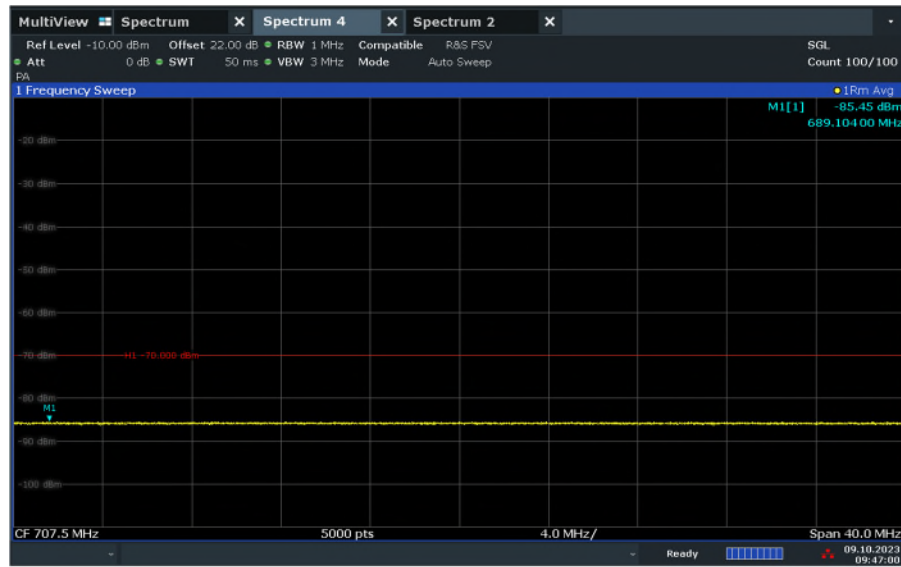 MultiView Spectrum X Spectrum 4 X Spectrum 2 X
Ref Level -10.00 dBm Offset 22.00 dB RBW 1 MHz Compatible R&S FSV SGL
Att 0 dB SWT 50 ms VBW 3 MHz Mode Auto Sweep Count 100/100
PA
1 Frequency Sweep 1Rm Avg
M1[1] -85.45 dBm
689.10400 MHz
-20 dBm
-30 dBm
-40 dBm
-50 dBm
-60 dBm
-70 dBm H1 -70.000 dBm
-80 dBm
M1
-90 dBm
-100 dBm
CF 707.5 MHz 5000 pts 4.0 MHz/ Span 40.0 MHz
Ready 09.10.2023
09:47:00